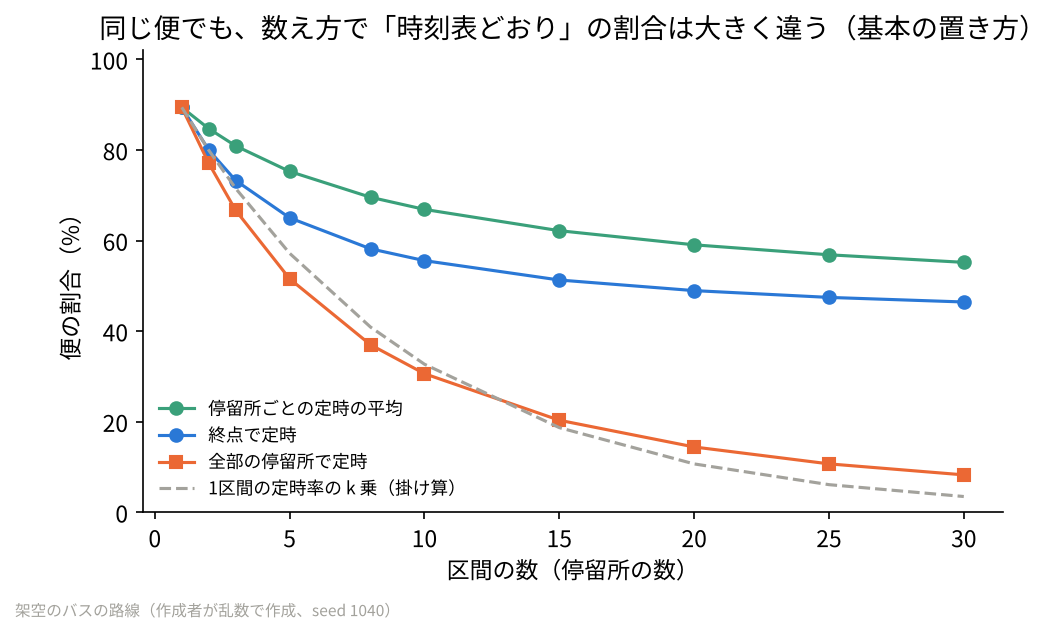 同じ便でも、数え方で「時刻表どおり」の割合は大きく違う（基本の置き方）
便の割合（%）
100
80
60
40
20
0
停留所ごとの定時の平均
終点で定時
全部の停留所で定時
1区間の定時率の k 乗（掛け算）
0 5 10 15 20 25 30
区間の数（停留所の数）
架空のバスの路線（作成者が乱数で作成、seed 1040）